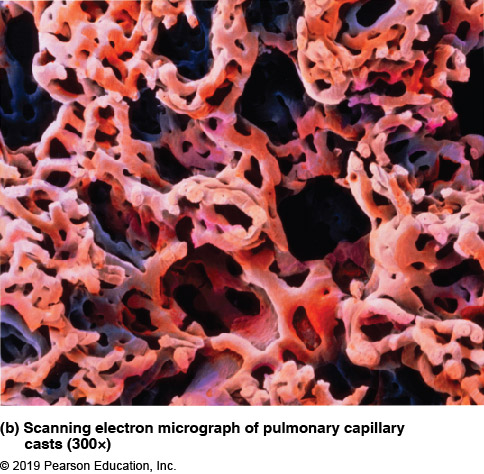 (b) Scanning electron micrograph of pulmonary capillary
casts (300×)
© 2019 Pearson Education, Inc.